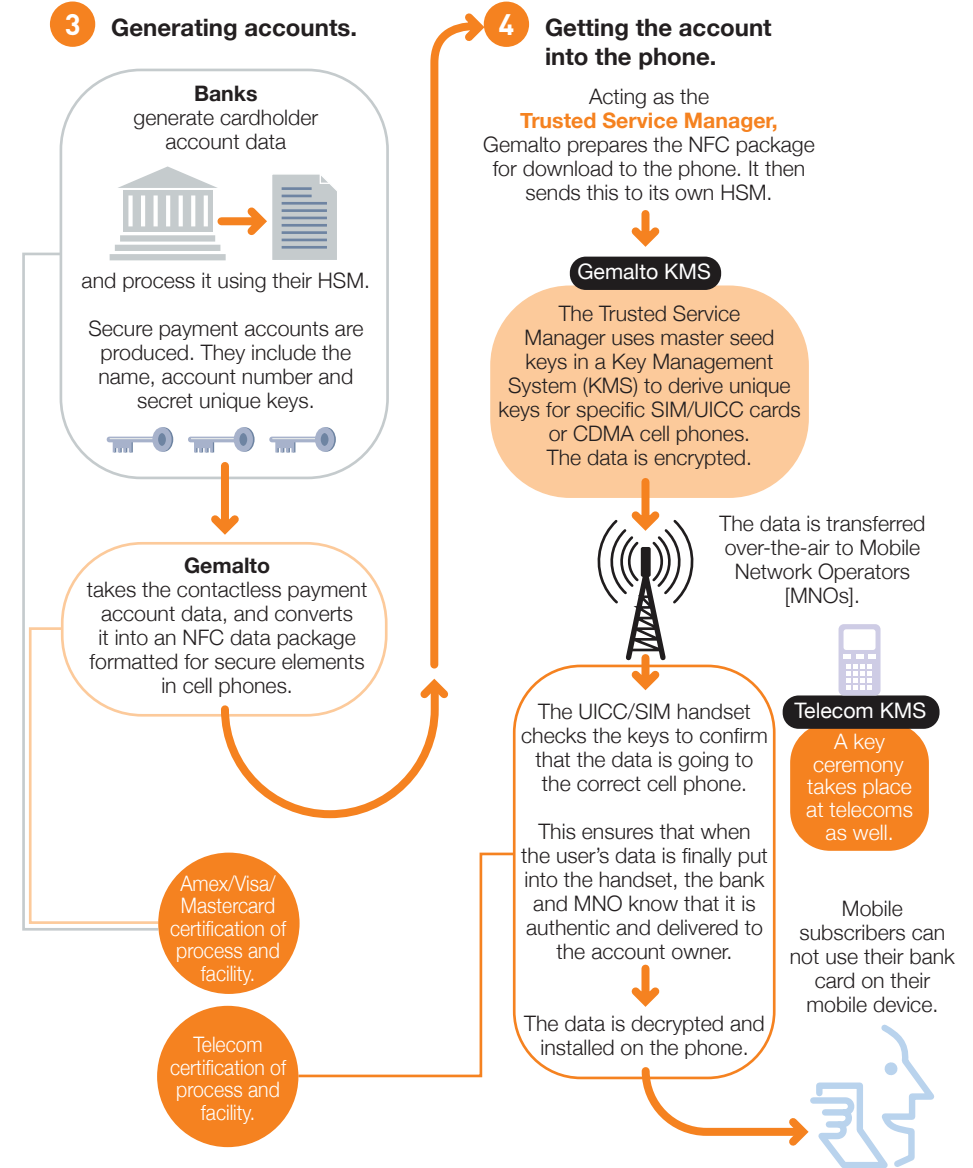 3 Generating accounts.
Banks
generate cardholder
account data
and process it using their HSM.
Secure payment accounts are
produced. They include the
name, account number and
secret unique keys.
Gemalto
takes the contactless payment
account data, and converts
it into an NFC data package
formatted for secure elements
in cell phones.
Amex/Visa/
Mastercard
certification of
process and
facility.
Telecom
certification of
process and
facility.
4 Getting the account
into the phone.
Acting as the
Trusted Service Manager,
Gemalto prepares the NFC package
for download to the phone. It then
sends this to its own HSM.
Gemalto KMS
The Trusted Service
Manager uses master seed
keys in a Key Management
System (KMS) to derive unique
keys for specific SIM/UICC cards
or CDMA cell phones.
The data is encrypted.
The data is transferred
over-the-air to Mobile
Network Operators
[MNOs].
Telecom KMS
A key
ceremony
takes place
at telecoms
as well.
The UICC/SIM handset
checks the keys to confirm
that the data is going to
the correct cell phone.
This ensures that when
the user's data is finally put
into the handset, the bank
and MNO know that it is
authentic and delivered to
the account owner.
The data is decrypted and
installed on the phone.
Mobile
subscribers can
not use their bank
card on their
mobile device.